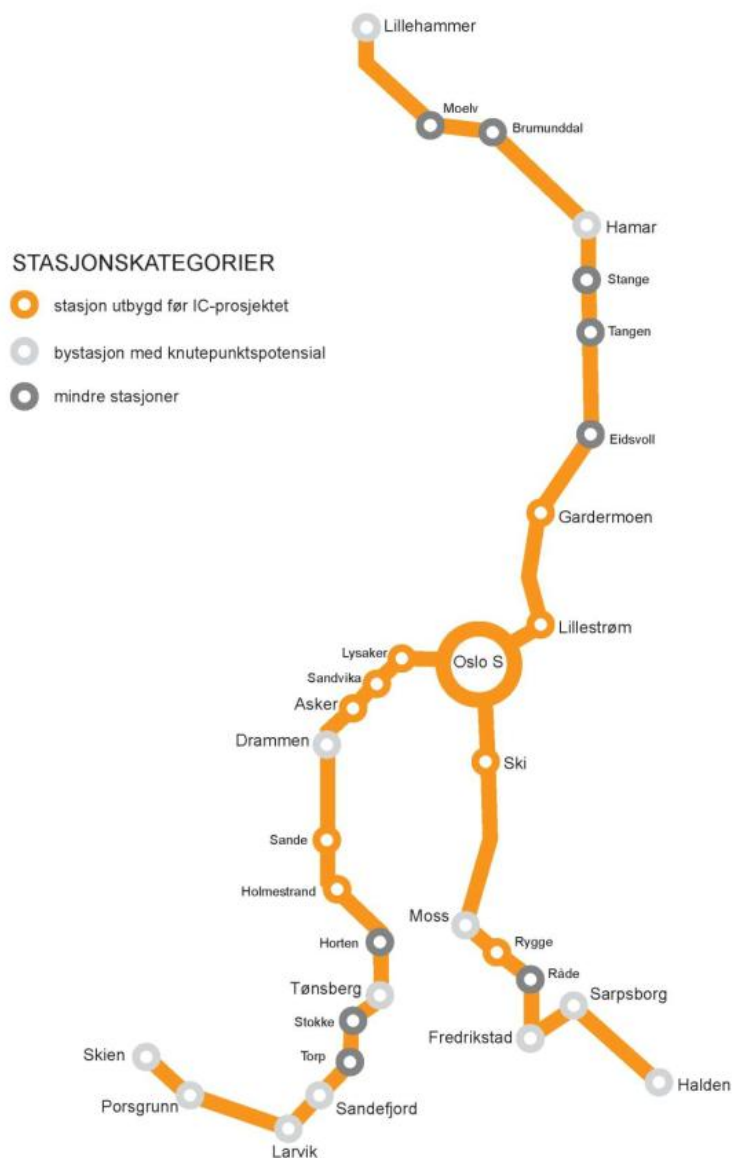 Lillehammer
Moelv
Brumunddal
Hamar
STASJONSKATEGORIER
Stange
stasjon utbygd før IC-prosjektet
Tangen
bystasjon med knutepunktspotensial
mindre stasjoner
Eidsvoll
Gardermoen
Lillestrøm
Lysaker
Oslo S
Sandvika
Asker
Drammen
Ski
Sande
Holmestrand
Moss
Horten
Rygge
Råde
Tønsberg
Sarpsborg
Stokke
Fredrikstad
Skien
Torp
Halden
Porsgrunn
Sandefjord
Larvik